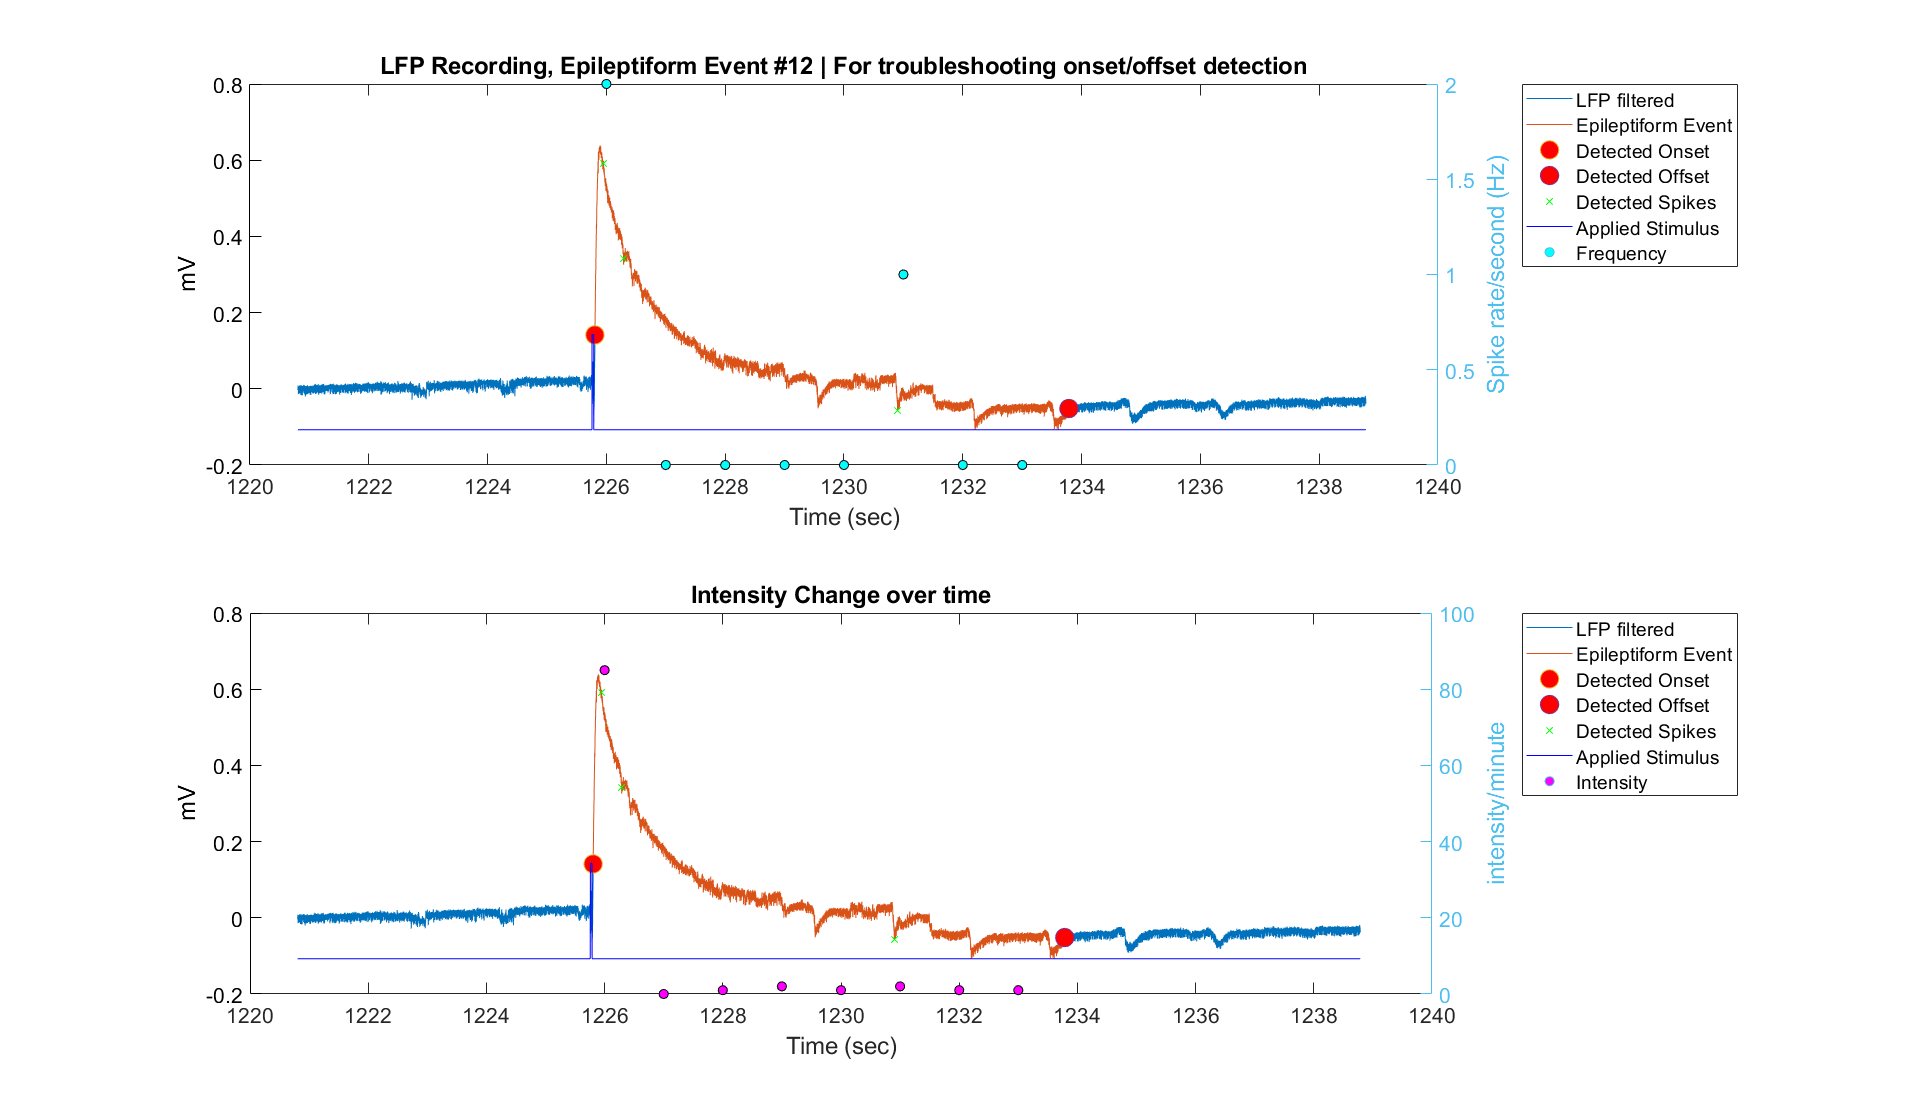 LFP Recording, Epileptiform Event #12 | For troubleshooting onset/offset detection
0.8
0.6
0.4
0.2
0
-0.2
mV
1220 1222 1224 1226 1228 1230 1232 1234 1236 1238 1240
Time (sec)
2
1.5
1
0.5
0
Spike rate/second (Hz)
LFP filtered
Epileptiform Event
Detected Onset
Detected Offset
Detected Spikes
Applied Stimulus
Frequency
Intensity Change over time
0.8
0.6
0.4
0.2
0
-0.2
mV
1220 1222 1224 1226 1228 1230 1232 1234 1236 1238 1240
Time (sec)
100
80
60
40
20
0
intensity/minute
LFP filtered
Epileptiform Event
Detected Onset
Detected Offset
Detected Spikes
Applied Stimulus
Intensity